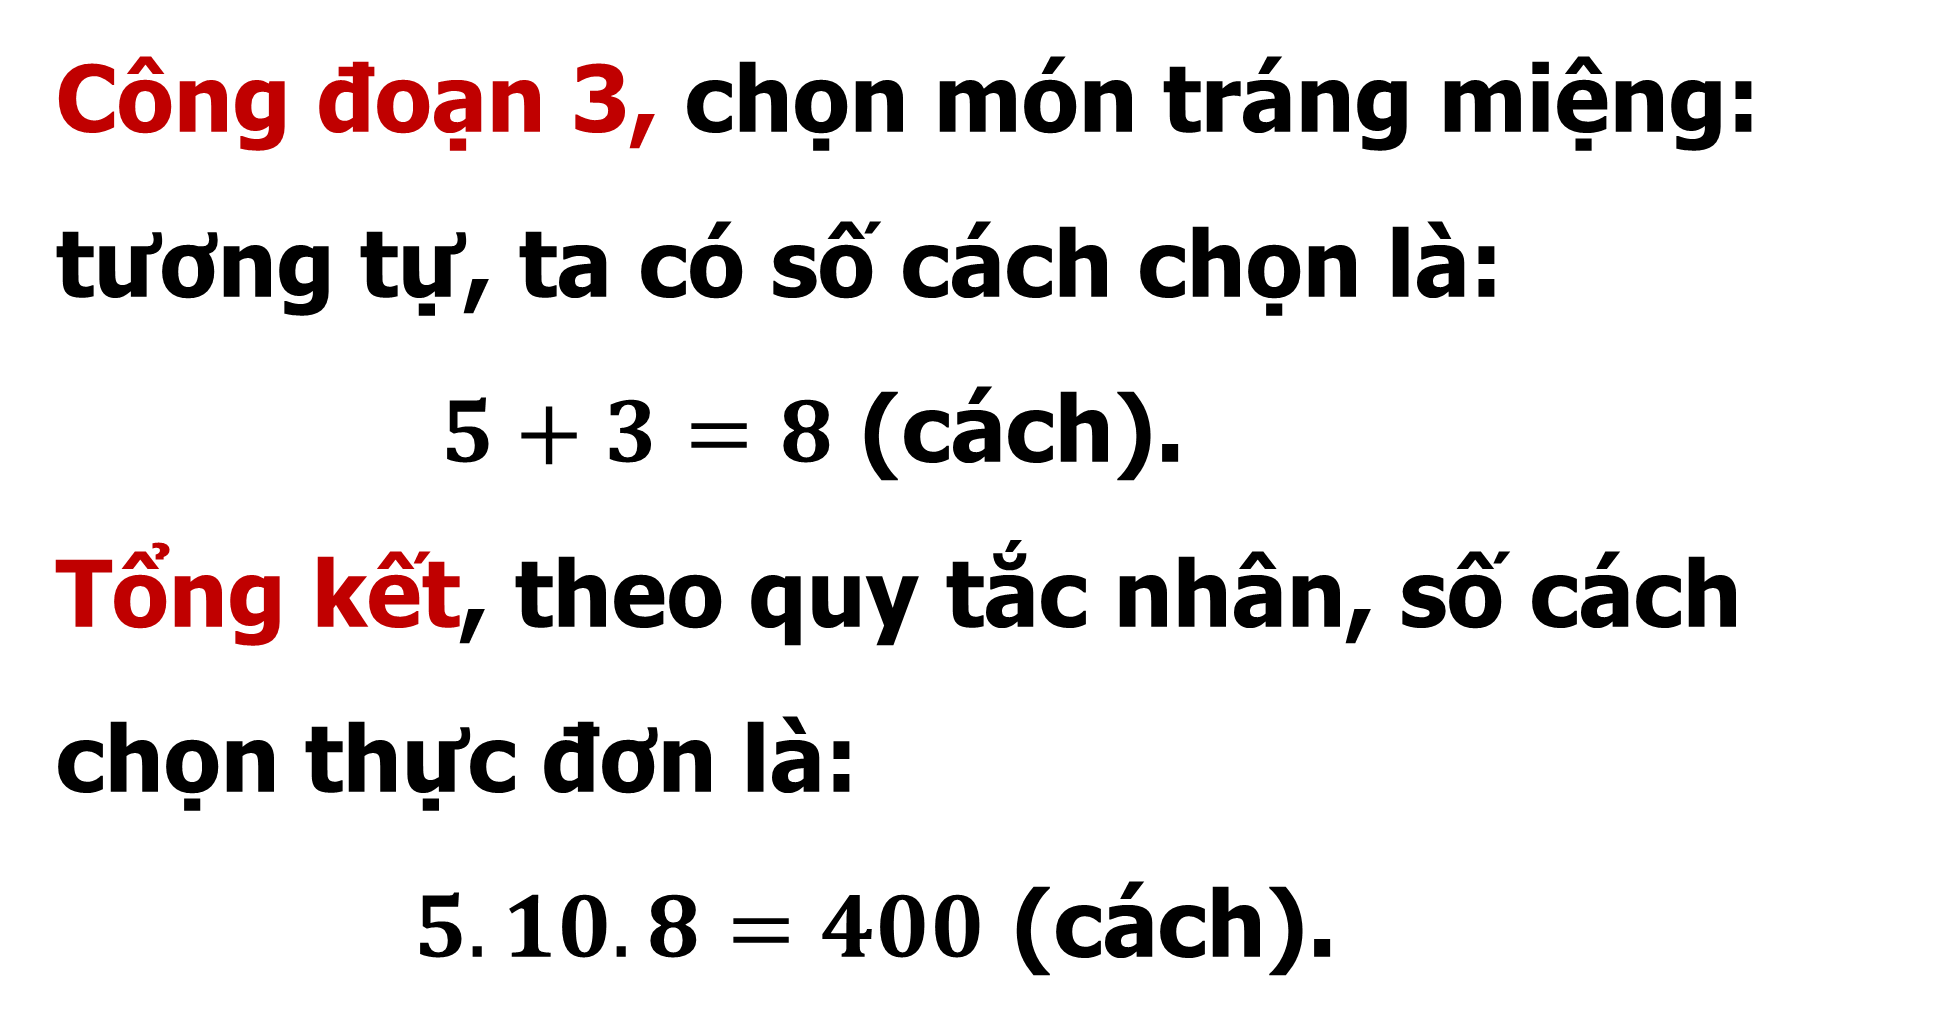 Công đoạn 3, chọn món tráng miệng:
tương tự, ta có số cách chọn là:
5 + 3 = 8 (cách).
Tổng kết, theo quy tắc nhân, số cách
chọn thực đơn là:
5. 10. 8 = 400 (cách).